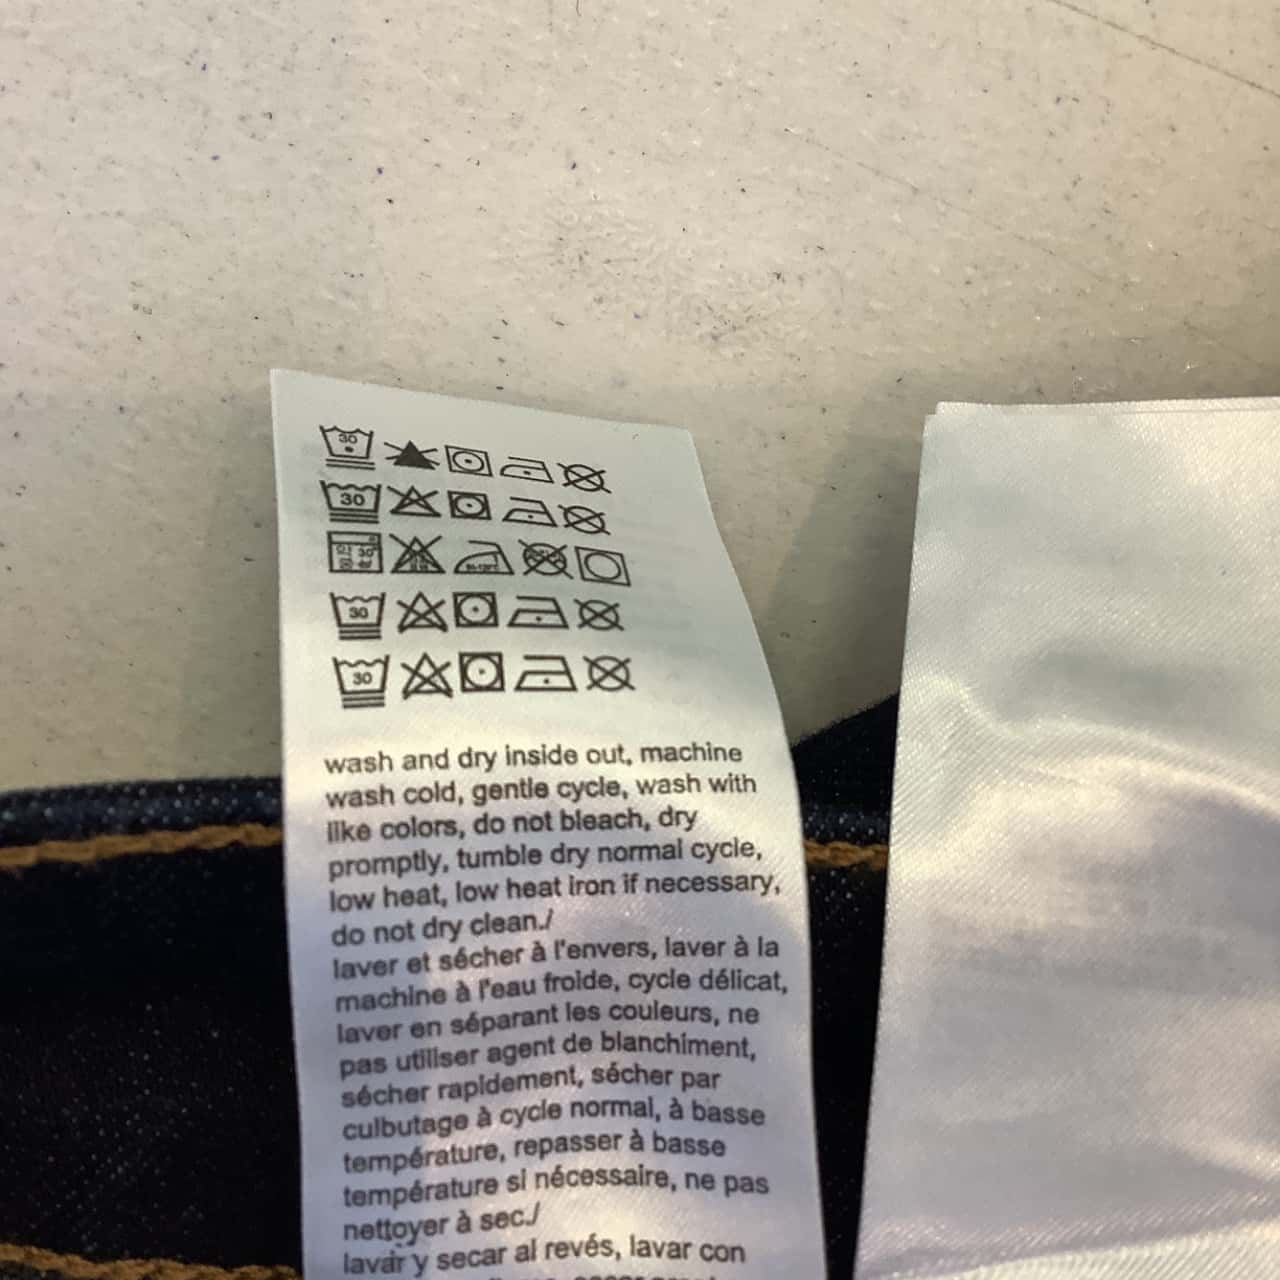 30
30
30
30
wash and dry inside out, machine
wash cold, gentle cycle, wash with
like colors, do not bleach, dry
promptly, tumble dry normal cycle,
low heat, low heat iron if necessary,
do not dry clean./
laver et sécher à l'envers, laver à la
machine à l'eau froide, cycle délicat,
laver en séparant les couleurs, ne
pas utiliser agent de blanchiment,
sécher rapidement, sécher par
culbutage à cycle normal, à basse
température, repasser à basse
température si nécessaire, ne pas
nettoyer à sec./
lavar y secar al revés, lavar con